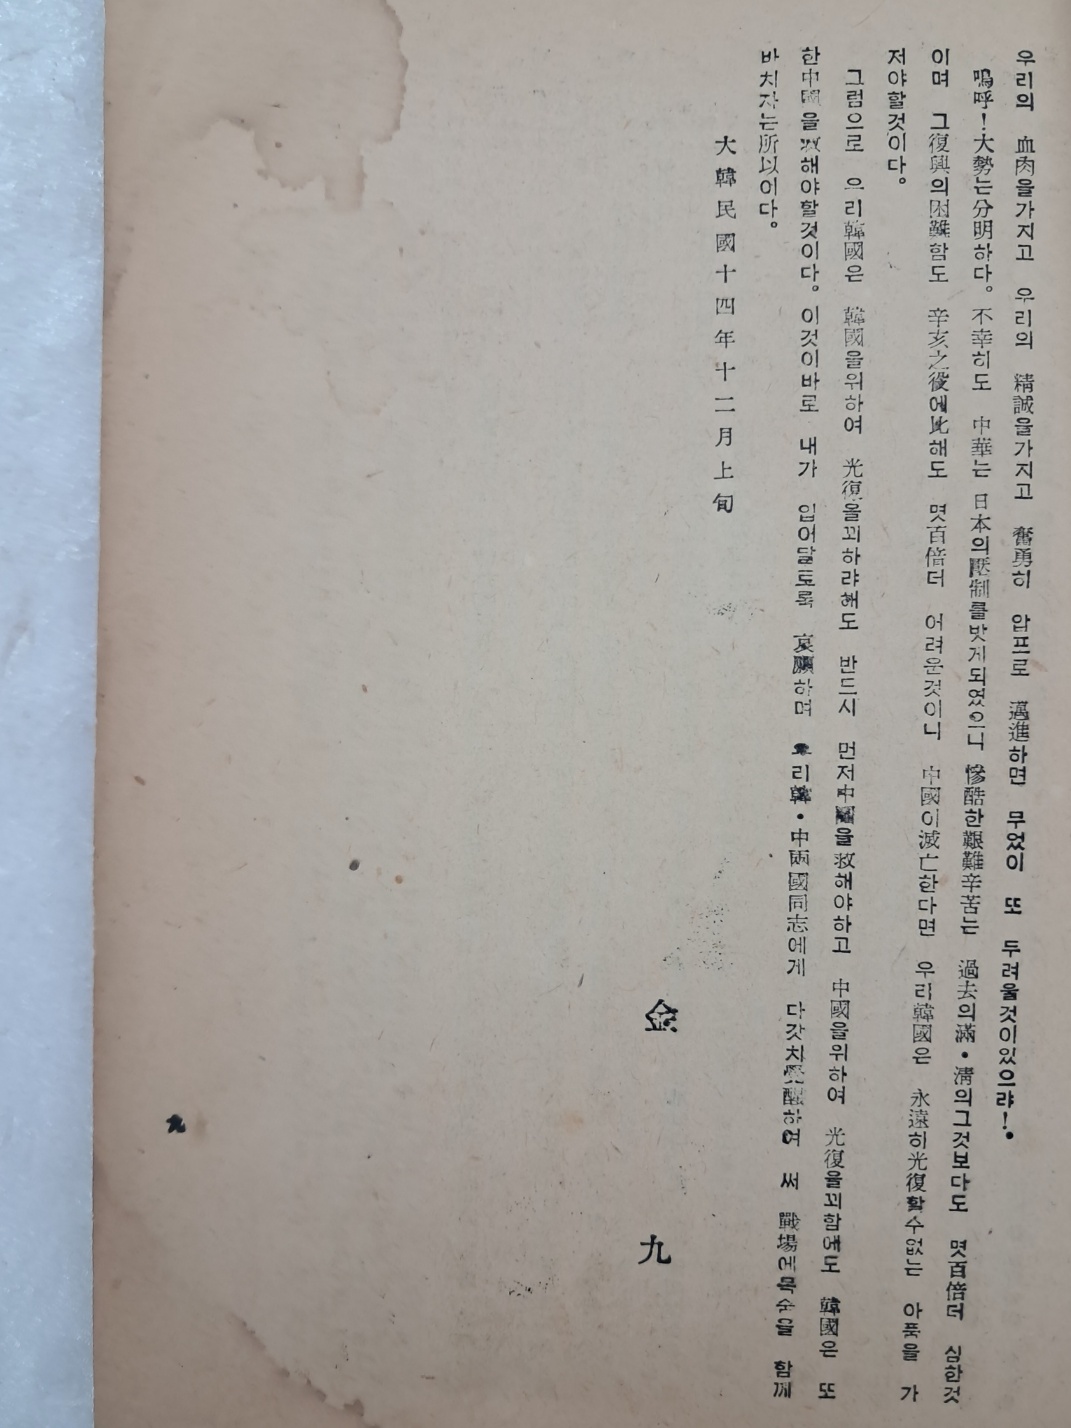 우리의 血肉을가지고 우리의 精誠을가지고 奮勇히 압프로 邁進하면 무었이 또 두려울것이있으랴!.
嗚呼!大勢는分明하다。不幸히도 中華는 日本의壓制를밧게되였으니 慘酷한艱難辛苦는 過去의滿・淸의그것보다도 몃百倍더 심한것
이며 그復興의困難함도 辛亥之役에比해도 몃百倍더 어려운것이니 中國이滅亡한다면 우리韓國은 永遠히光復할수없는 아품을 가
저야할것이다。
그럼으로 으리韓國은 韓國을위하여 光復을꾀하랴해도 반드시 먼저中國을救해야하고 中國을위하여 光復을꾀함에도 韓國은 또
한中國을救해야할것이다。이것이바로 내가 입어달토록 哀願하며 우리韓・中両國同志에게 다갓치覺醒하여 써 戰場에목숨을 함께
바치자는所以이다。
大韓民國十四年十二月上旬
金九
九